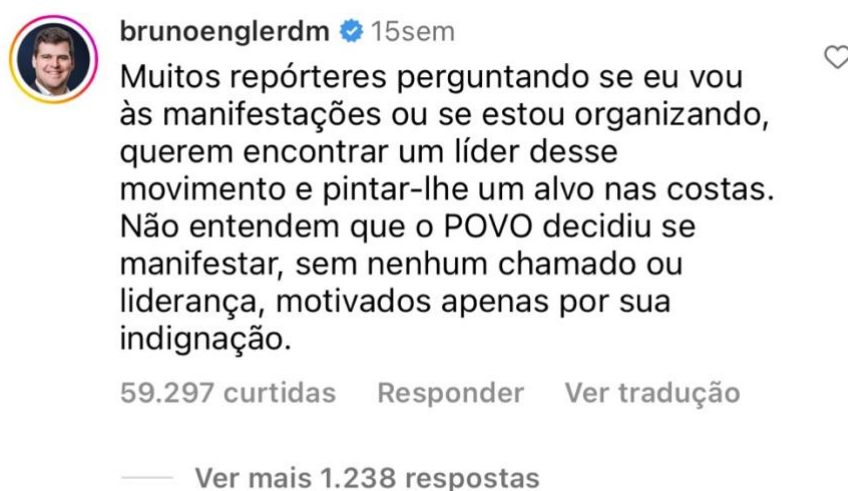 brunoenglerdm 15sem
Muitos repórteres perguntando se eu vou
às manifestações ou se estou organizando,
querem encontrar um líder desse
movimento e pintar-lhe um alvo nas costas.
Não entendem que o POVO decidiu se
manifestar, sem nenhum chamado ou
liderança, motivados apenas por sua
indignação.
59.297 curtidas Responder Ver tradução
Ver mais 1.238 respostas